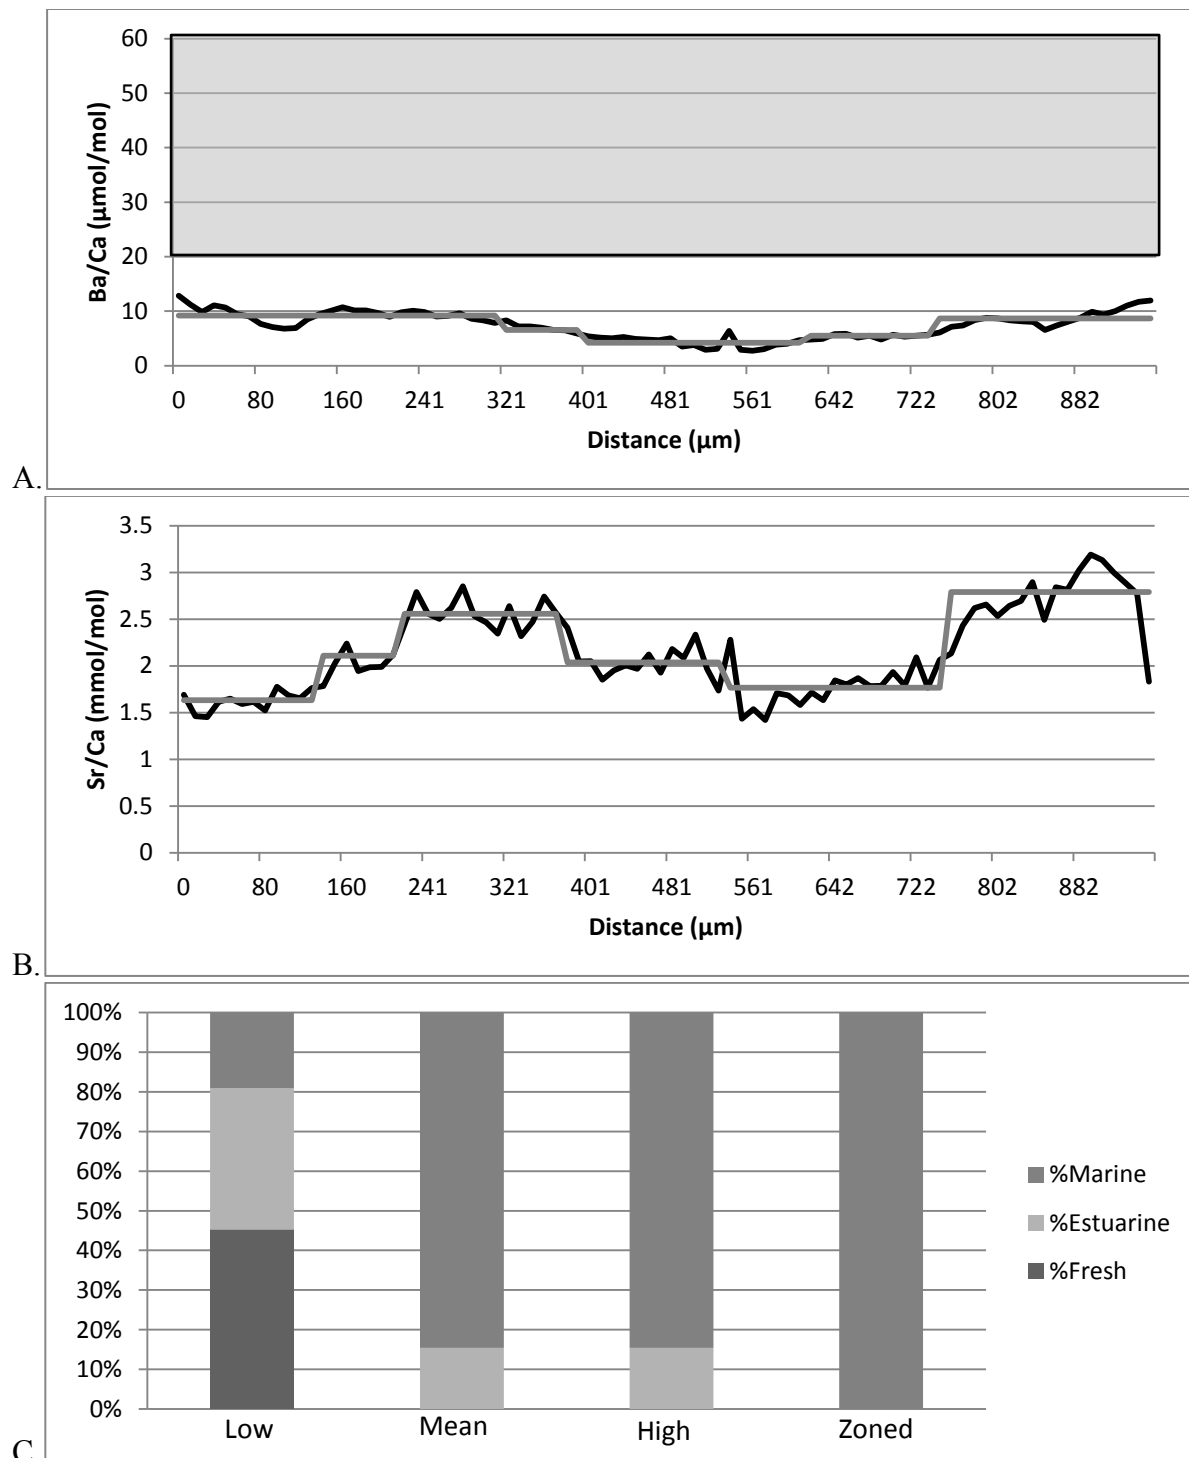 60
50
40
30
20
10
0
Ba/Ca (µmol/mol)
0 80 160 241 321 401 481 561 642 722 802 882
Distance (µm)
A.
3.5
3
2.5
2
1.5
1
0.5
0
Sr/Ca (mmol/mol)
0 80 160 241 321 401 481 561 642 722 802 882
Distance (µm)
B.
100%
90%
80%
70%
60%
50%
40%
30%
20%
10%
0%
Low Mean High Zoned
%Marine
%Estuarine
%Fresh
C